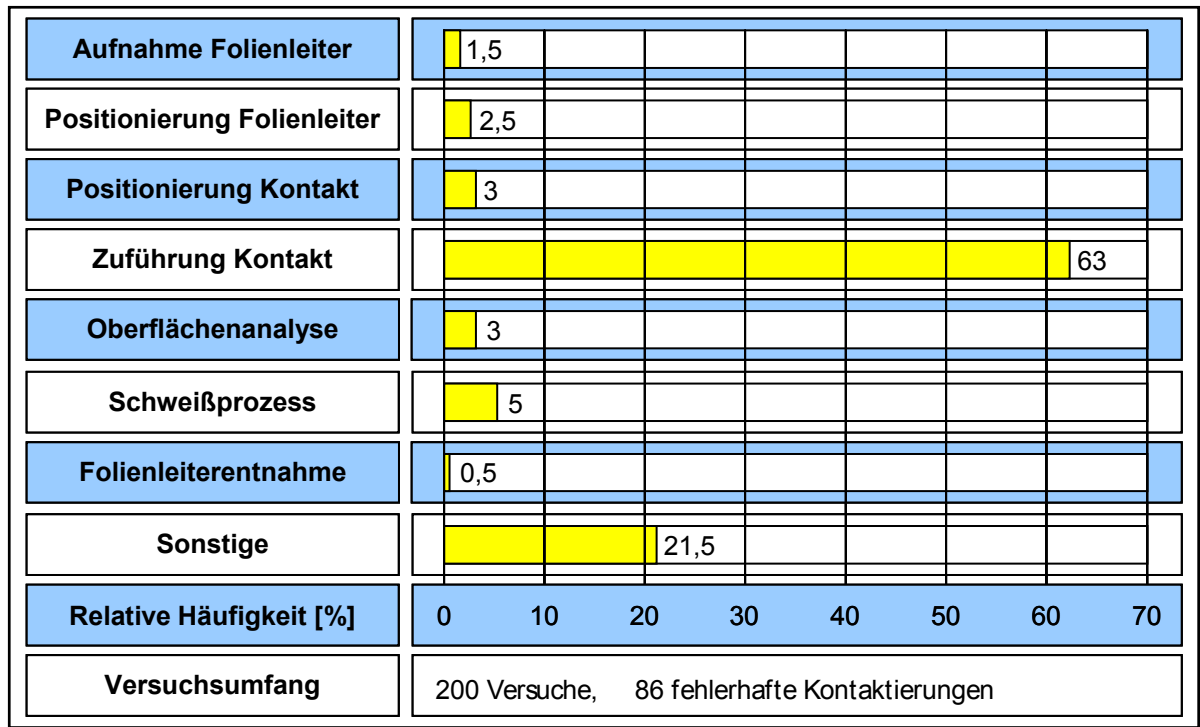 Aufnahme Folienleiter 1,5
Positionierung Folienleiter 2,5
Positionierung Kontakt 3
Zuführung Kontakt 63
Oberflächenanalyse 3
Schweißprozess 5
Folienleiterentnahme 0,5
Sonstige 21,5
Relative Häufigkeit [%] 0 10 20 30 40 50 60 70
Versuchsumfang 200 Versuche, 86 fehlerhafte Kontaktierungen